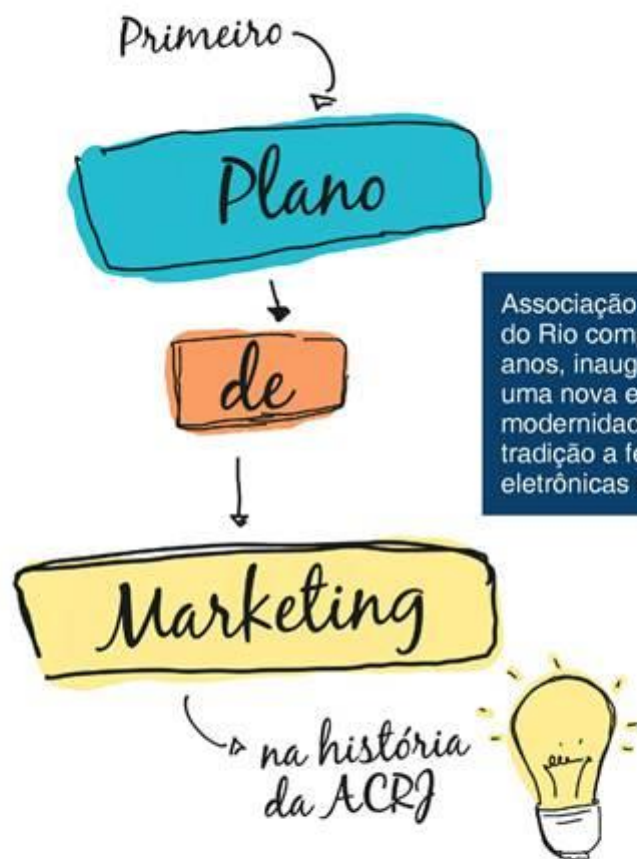 Primeiro
Plano
de
Marketing
na história
da ACRJ
Associação
do Rio
anos,
uma nova
tradição a
eletrônicas